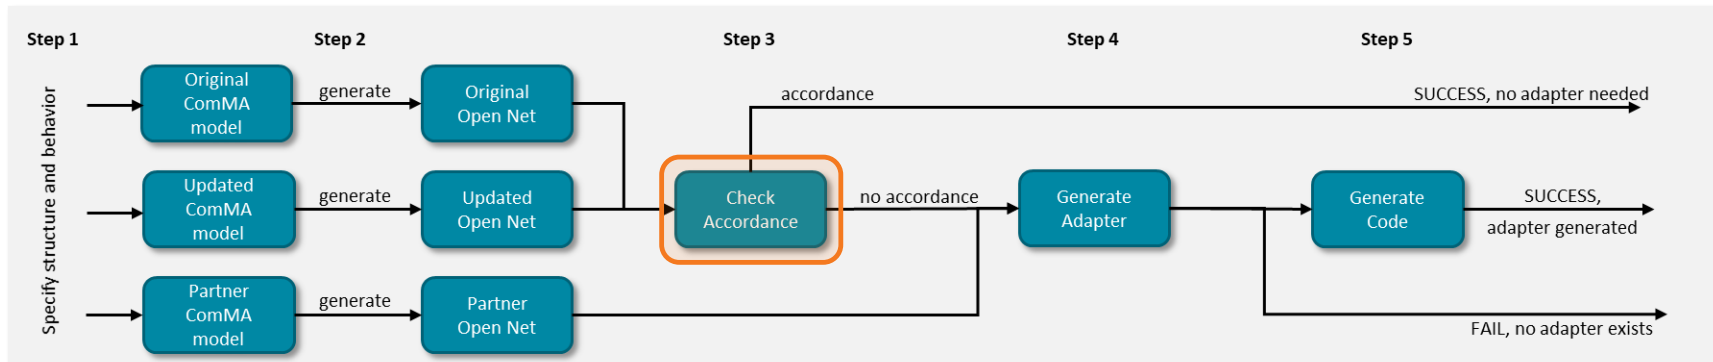 Step 1
Step 2
Step 3
Step 4
Step 5
Specify structure and behavior
Original
ComMA
model
generate
Original
Open Net
accordance
SUCCESS, no adapter needed
Updated
ComMA
model
generate
Updated
Open Net
Check
Accordance
no accordance
Generate
Adapter
Generate
Code
SUCCESS,
adapter generated
Partner
ComMA
model
generate
Partner
Open Net
FAIL, no adapter exists